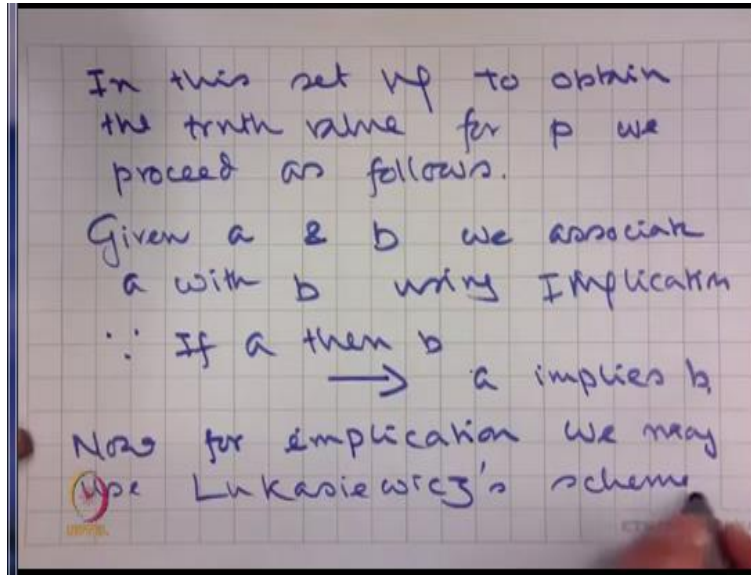 In this set up to obtain
the truth value for p we
proceed as follows.
Given a & b we associate
a with b using Implication
∵ If a then b
→ a implies b.
Now for implication we may
use Lukasiewicz's scheme